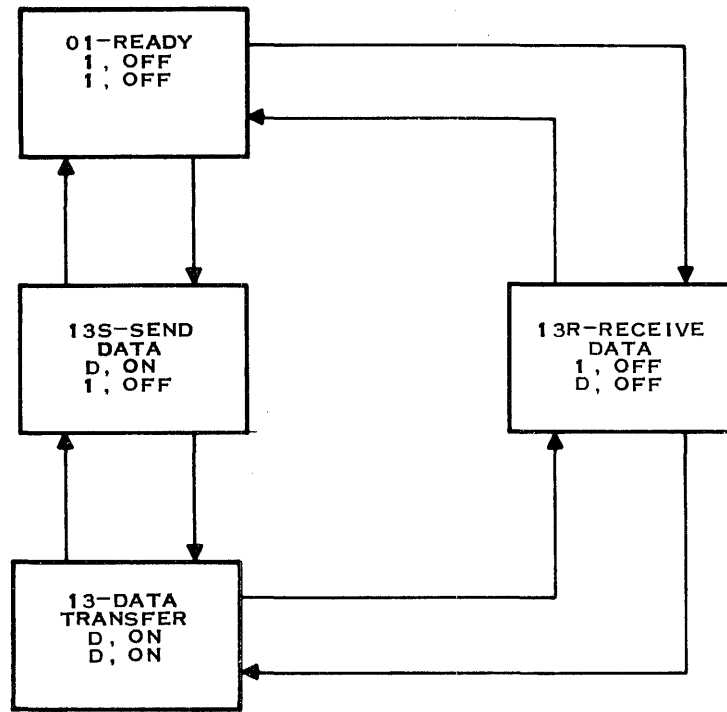 01-READY
1, OFF
1, OFF
13S-SEND
DATA
D, ON
1, OFF
13R-RECEIVE
DATA
1, OFF
D, OFF
13-DATA
TRANSFER
D, ON
D, ON